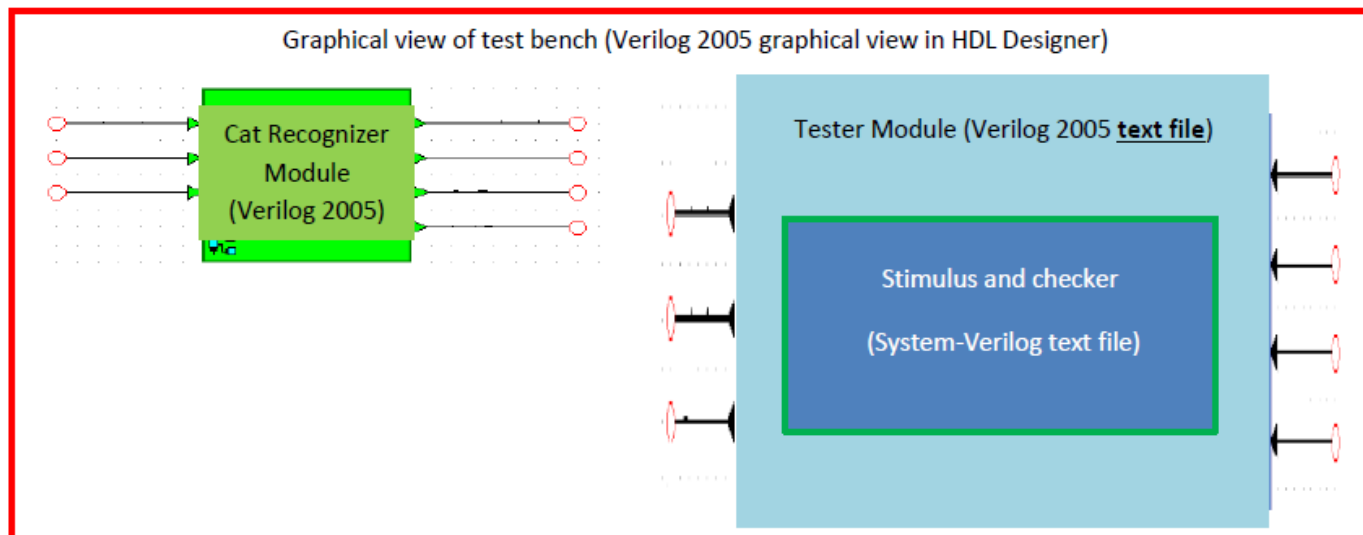 Graphical view of test bench (Verilog 2005 graphical view in HDL Designer)
Cat Recognizer
Module
(Verilog 2005)
Tester Module (Verilog 2005 text file)
Stimulus and checker
(System-Verilog text file)